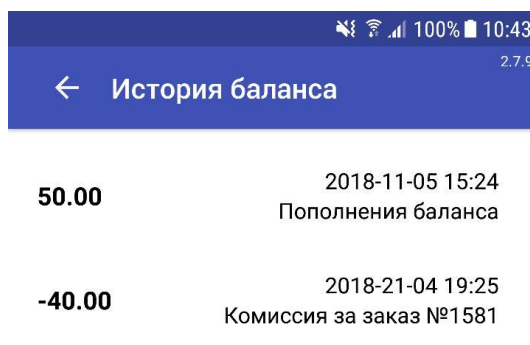 100% 10:43
2.7.9
История баланса
2018-11-05 15:24
50.00
Пополнения баланса
2018-21-04 19:25
-40.00
Комиссия за заказ №1581